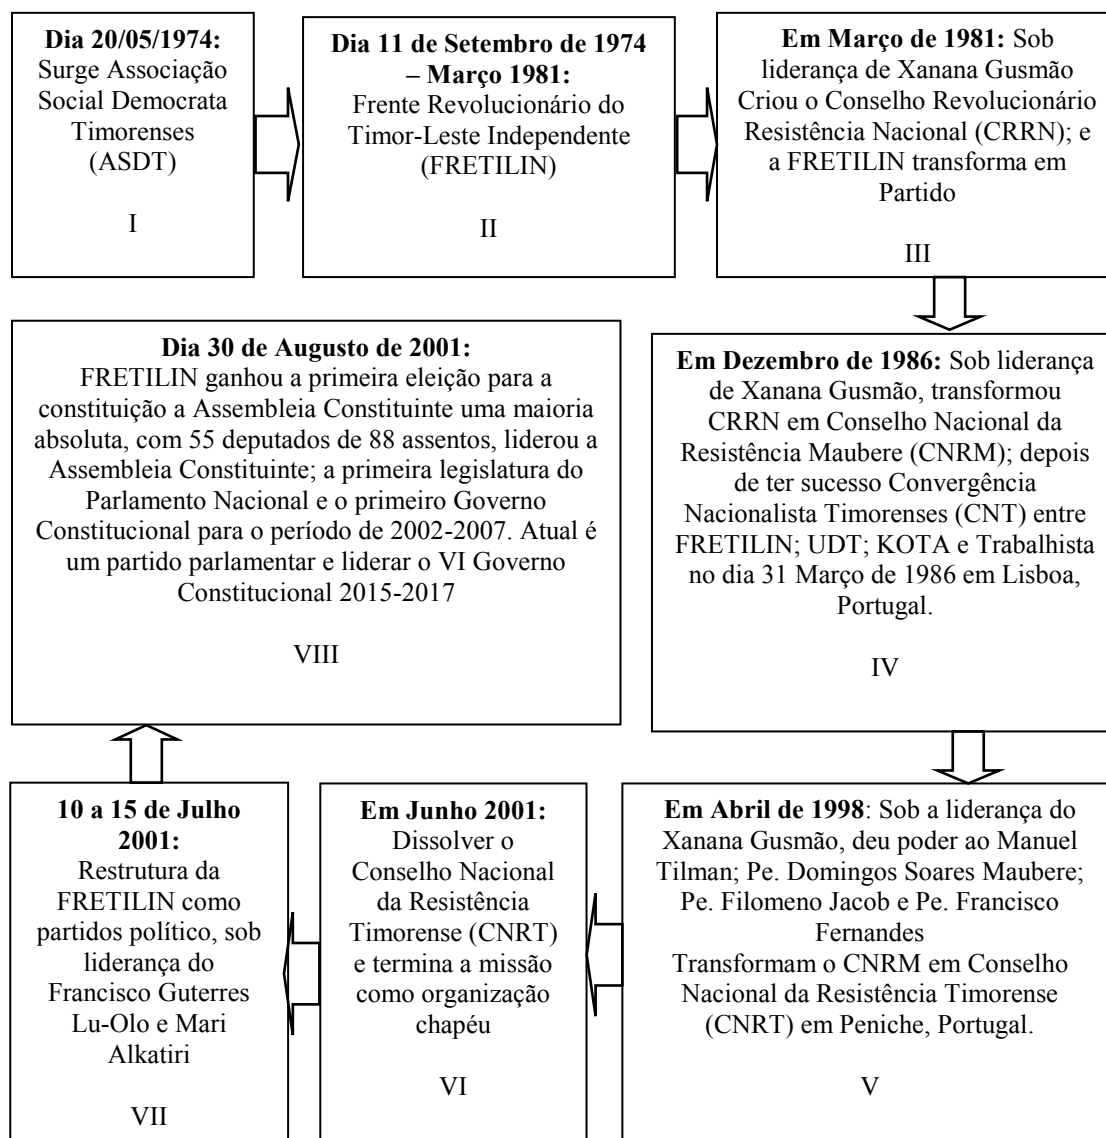 Dia 20/05/1974:
Surge Associação
Social Democrata
Timorenses
(ASDT)
I
Dia 11 de Setembro de 1974
– Março 1981:
Frente Revolucionário do
Timor-Leste Independente
(FRETILIN)
II
Em Março de 1981: Sob
liderança de Xanana Gusmão
Criou o Conselho Revolucionário
Resistência Nacional (CRRN); e
a FRETILIN transforma em
Partido
III
Em Dezembro de 1986: Sob liderança
de Xanana Gusmão, transformou
CRRN em Conselho Nacional da
Resistência Maubere (CNRM); depois
de ter sucesso Convergência
Nacionalista Timorenses (CNT) entre
FRETILIN; UDT; KOTA e Trabalhista
no dia 31 Março de 1986 em Lisboa,
Portugal.
IV
Em Abril de 1998: Sob a liderança do
Xanana Gusmão, deu poder ao Manuel
Tilman; Pe. Domingos Soares Maubere;
Pe. Filomeno Jacob e Pe. Francisco
Fernandes
Transformam o CNRM em Conselho
Nacional da Resistência Timorense
(CNRT) em Peniche, Portugal.
V
Em Junho 2001:
Dissolver o
Conselho Nacional
da Resistência
Timorense (CNRT)
e termina a missão
como organização
chapéu
VI
10 a 15 de Julho
2001:
Restrutura da
FRETILIN como
partidos político, sob
liderança do
Francisco Guterres
Lu-Olo e Mari
Alkatiri
VII
Dia 30 de Augusto de 2001:
FRETILIN ganhou a primeira eleição para a
constituição a Assembleia Constituinte uma maioria
absoluta, com 55 deputados de 88 assentos, liderou a
Assembleia Constituinte; a primeira legislatura do
Parlamento Nacional e o primeiro Governo
Constitucional para o período de 2002-2007. Atual é
um partido parlamentar e liderar o VI Governo
Constitucional 2015-2017
VIII